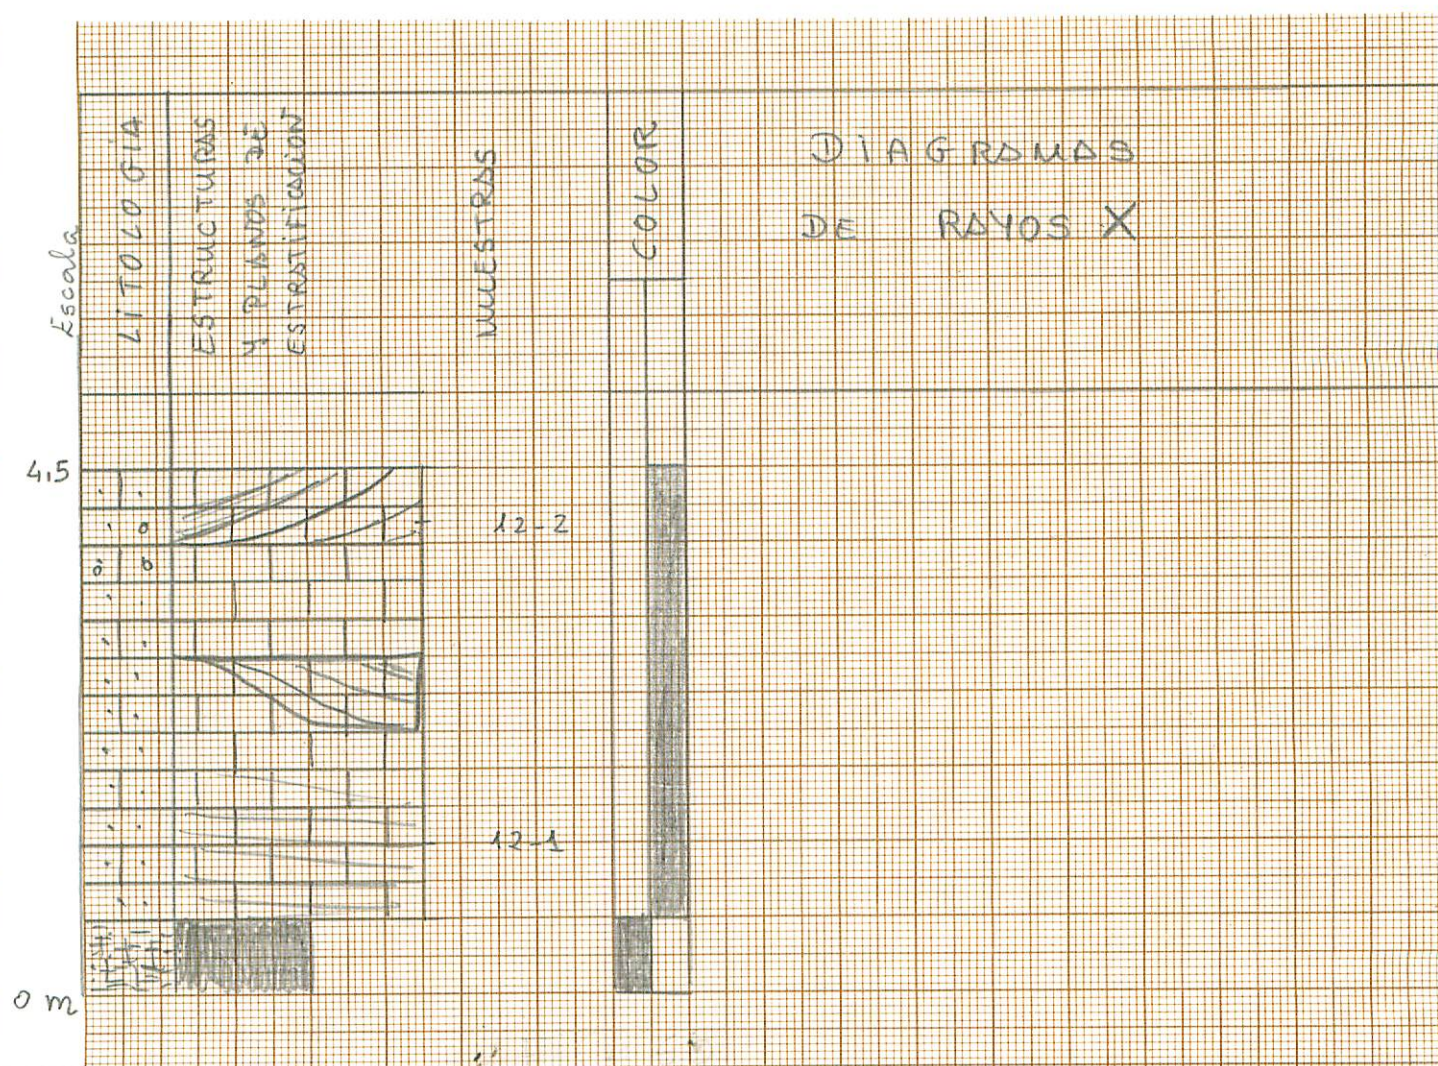 Escala
LITOLOGIA
ESTRUCTURAS
Y PLANOS DE
ESTRATIFICACION
MUESTRAS
COLOR
DIAGRAMAS
DE RAYOS X
4,5
12-2
12-1
0 m